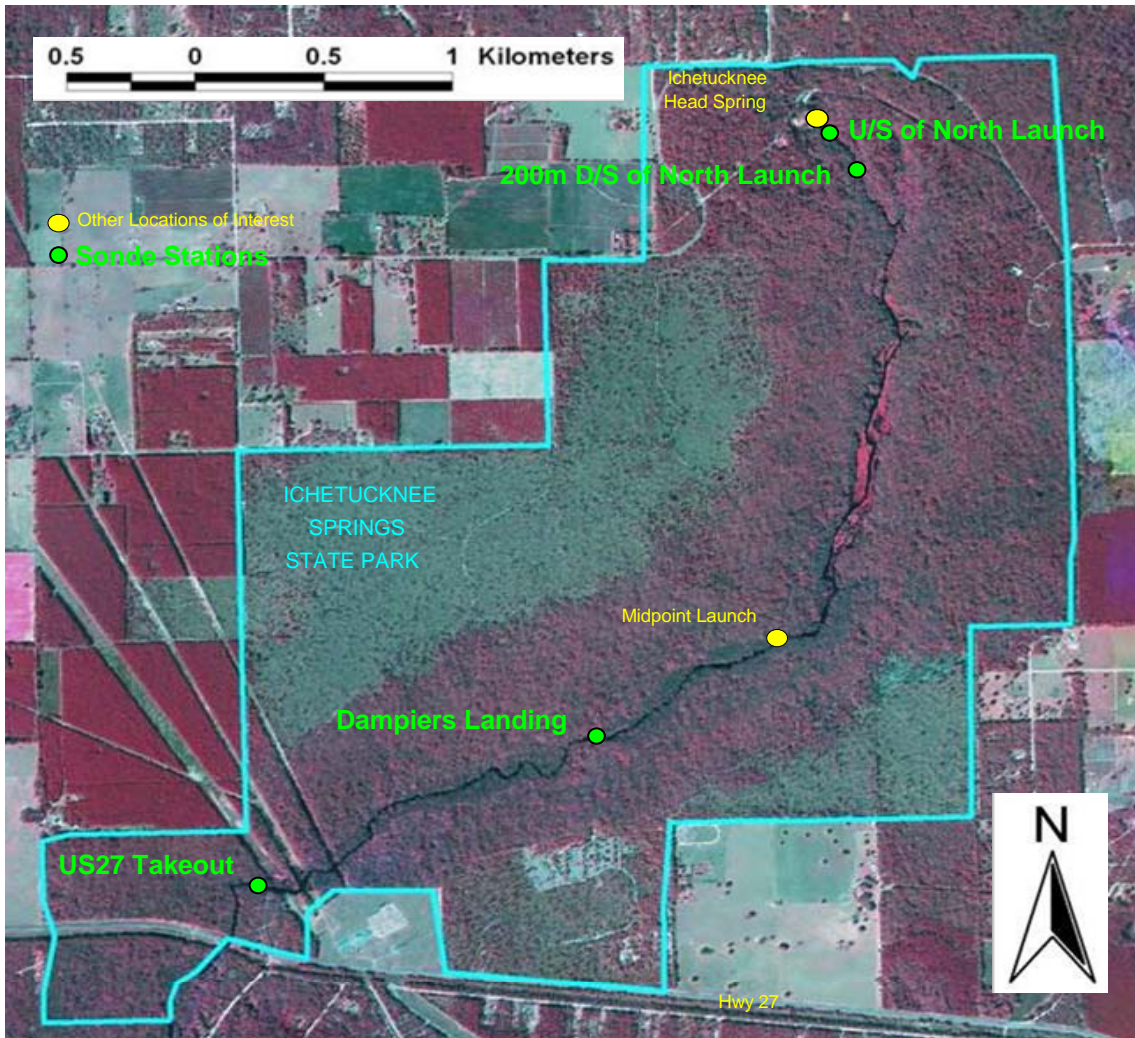 0.5 0 0.5 1 Kilometers
Ichetucknee
Head Spring
U/S of North Launch
200m D/S of North Launch
Other Locations of Interest
Sonde Stations
ICHETUCKNEE
SPRINGS
STATE PARK
Midpoint Launch
Dampiers Landing
US27 Takeout
N
Hwy 27